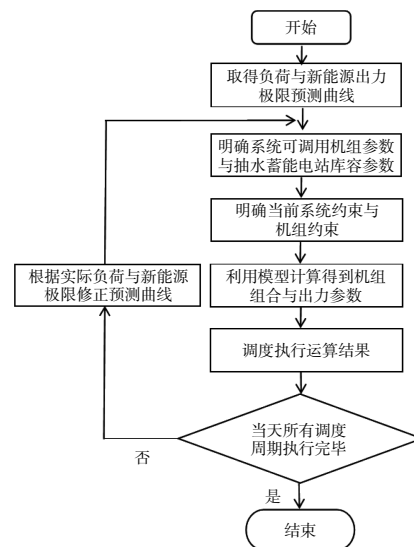 开始
取得负荷与新能源出力
极限预测曲线
明确系统可调用机组参数
与抽水蓄能电站库容参数
明确当前系统约束与
机组约束
根据实际负荷与新能源
极限修正预测曲线
利用模型计算得到机组
组合与出力参数
调度执行运算结果
当天所有调度
周期执行完毕
否
是
结束